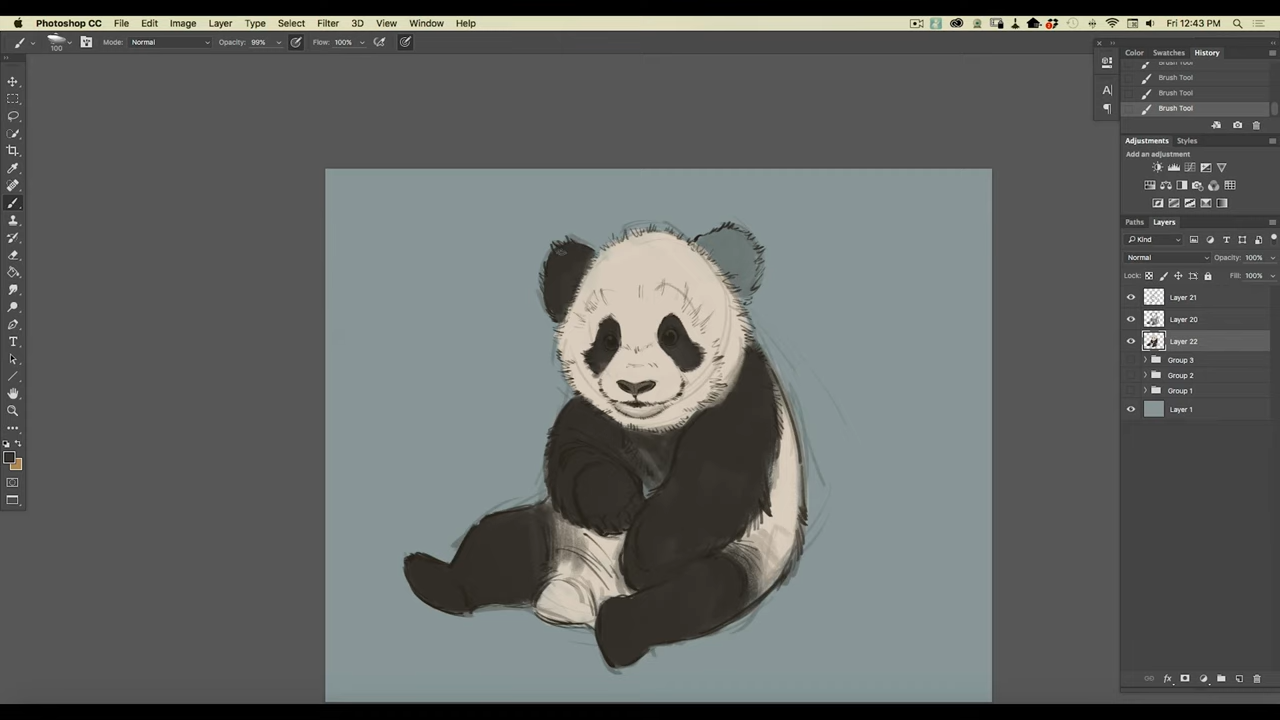 Photoshop CC File Edit Image Layer Type Select Filter 3D View Window Help Fri 12:43 PM
100 Mode: Normal Opacity: 99% Flow: 100%
Color Swatches History
Brush Tool
Brush Tool
Brush Tool
Brush Tool
Adjustments Styles
Add an adjustment
Paths Layers
Kind
Normal Opacity: 100%
Lock: Fill: 100%
Layer 21
Layer 20
Layer 22
Group 3
Group 2
Group 1
Layer 1